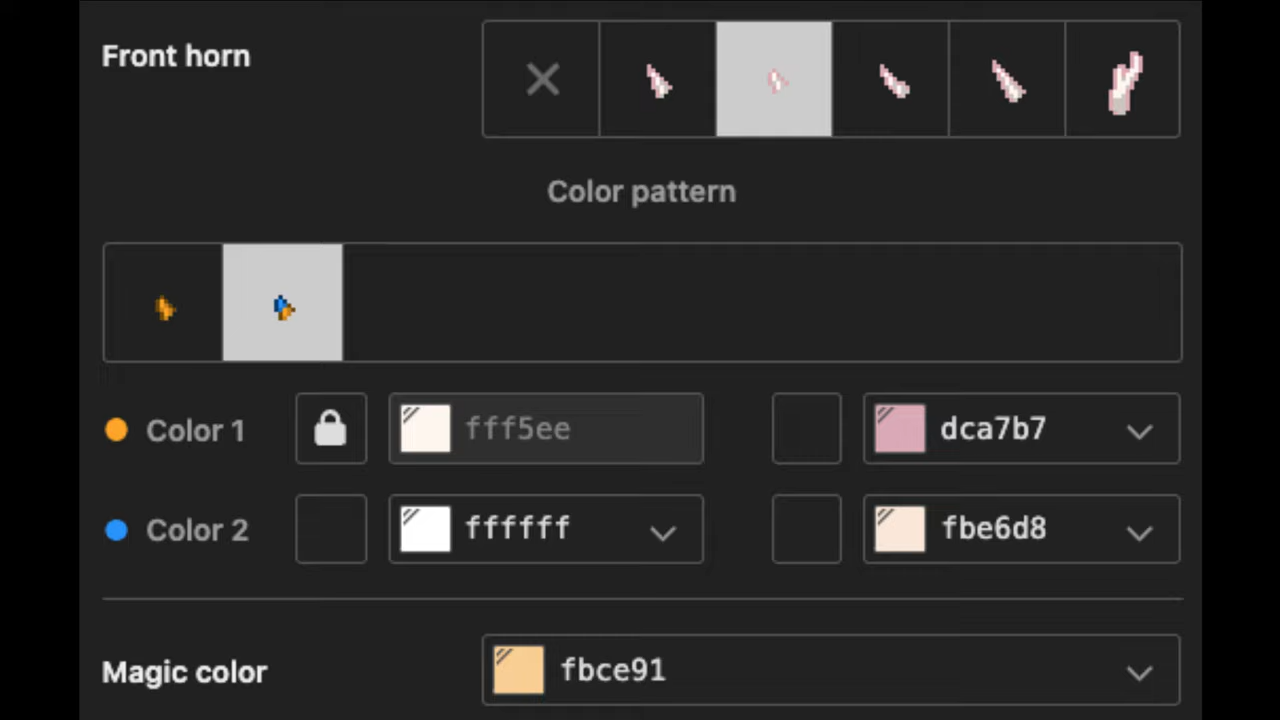 Front horn
Color pattern
Color 1 fff5ee dca7b7
Color 2 ffffff fbe6d8
Magic color fbce91